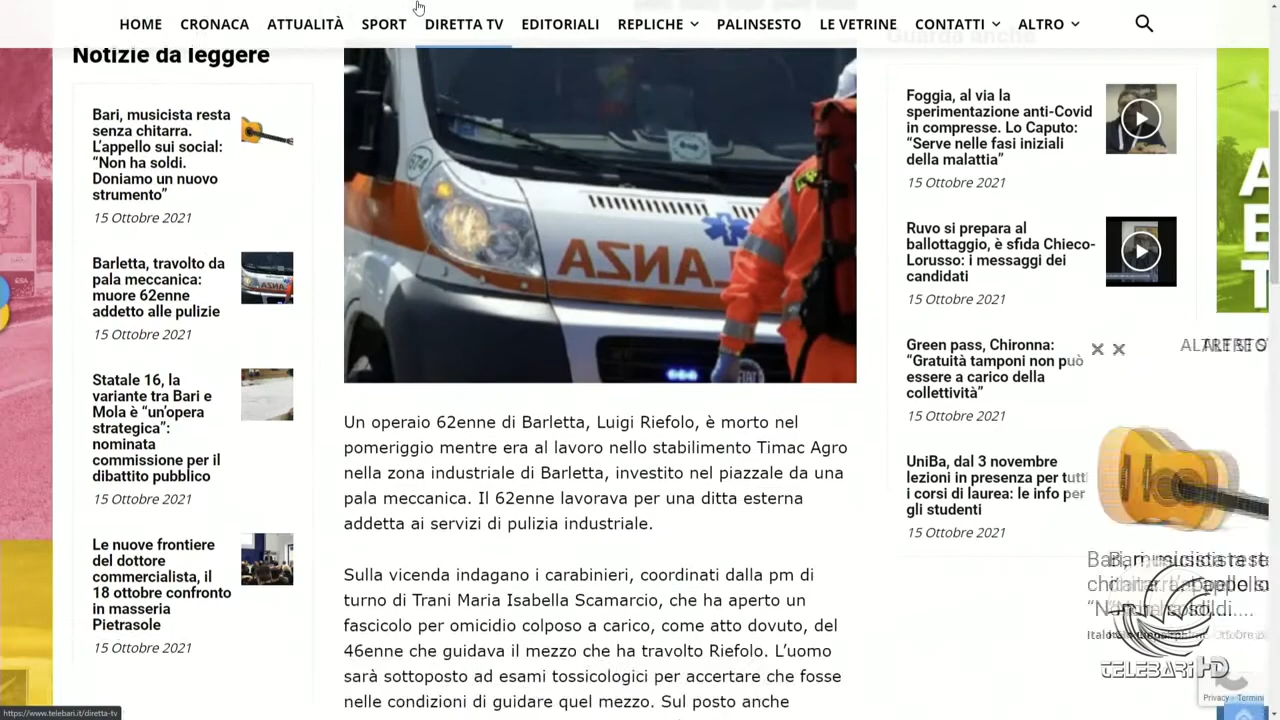 HOME CRONACA ATTUALITÀ SPORT DIRETTA TV EDITORIALI REPLICHE PALINSESTO LE VETRINE CONTATTI ALTRO
Notizie da leggere
Bari, musicista resta
senza chitarra.
L'appello sui social:
“Non ha soldi.
Doniamo un nuovo
strumento”
15 Ottobre 2021
Barletta, travolto da
pala meccanica:
muore 62enne
addetto alle pulizie
15 Ottobre 2021
Statale 16, la
variante tra Bari e
Mola è “un'opera
strategica”:
nominata
commissione per il
dibattito pubblico
15 Ottobre 2021
Le nuove frontiere
del dottore
commercialista, il
18 ottobre confronto
in masseria
Pietrasole
15 Ottobre 2021
AZNA
Un operaio 62enne di Barletta, Luigi Riefolo, è morto nel
pomeriggio mentre era al lavoro nello stabilimento Timac Agro
nella zona industriale di Barletta, investito nel piazzale da una
pala meccanica. Il 62enne lavorava per una ditta esterna
addetta ai servizi di pulizia industriale.
Sulla vicenda indagano i carabinieri, coordinati dalla pm di
turno di Trani Maria Isabella Scamarcio, che ha aperto un
fascicolo per omicidio colposo a carico, come atto dovuto, del
46enne che guidava il mezzo che ha travolto Riefolo. L'uomo
sarà sottoposto ad esami tossicologici per accertare che fosse
nelle condizioni di guidare quel mezzo. Sul posto anche
Guarda anche
Foggia, al via la
sperimentazione anti-Covid
in compresse. Lo Caputo:
“Serve nelle fasi iniziali
della malattia”
15 Ottobre 2021
Ruvo si prepara al
ballottaggio, è sfida Chieco-
Lorusso: i messaggi dei
candidati
15 Ottobre 2021
Green pass, Chironna:
“Gratuità tamponi non può
essere a carico della
collettività”
15 Ottobre 2021
UniBa, dal 3 novembre
lezioni in presenza per tutti
i corsi di laurea: le info per
gli studenti
15 Ottobre 2021
TELEBARI HD
Privacy - Termini
https://www.telebari.it/diretta-tv